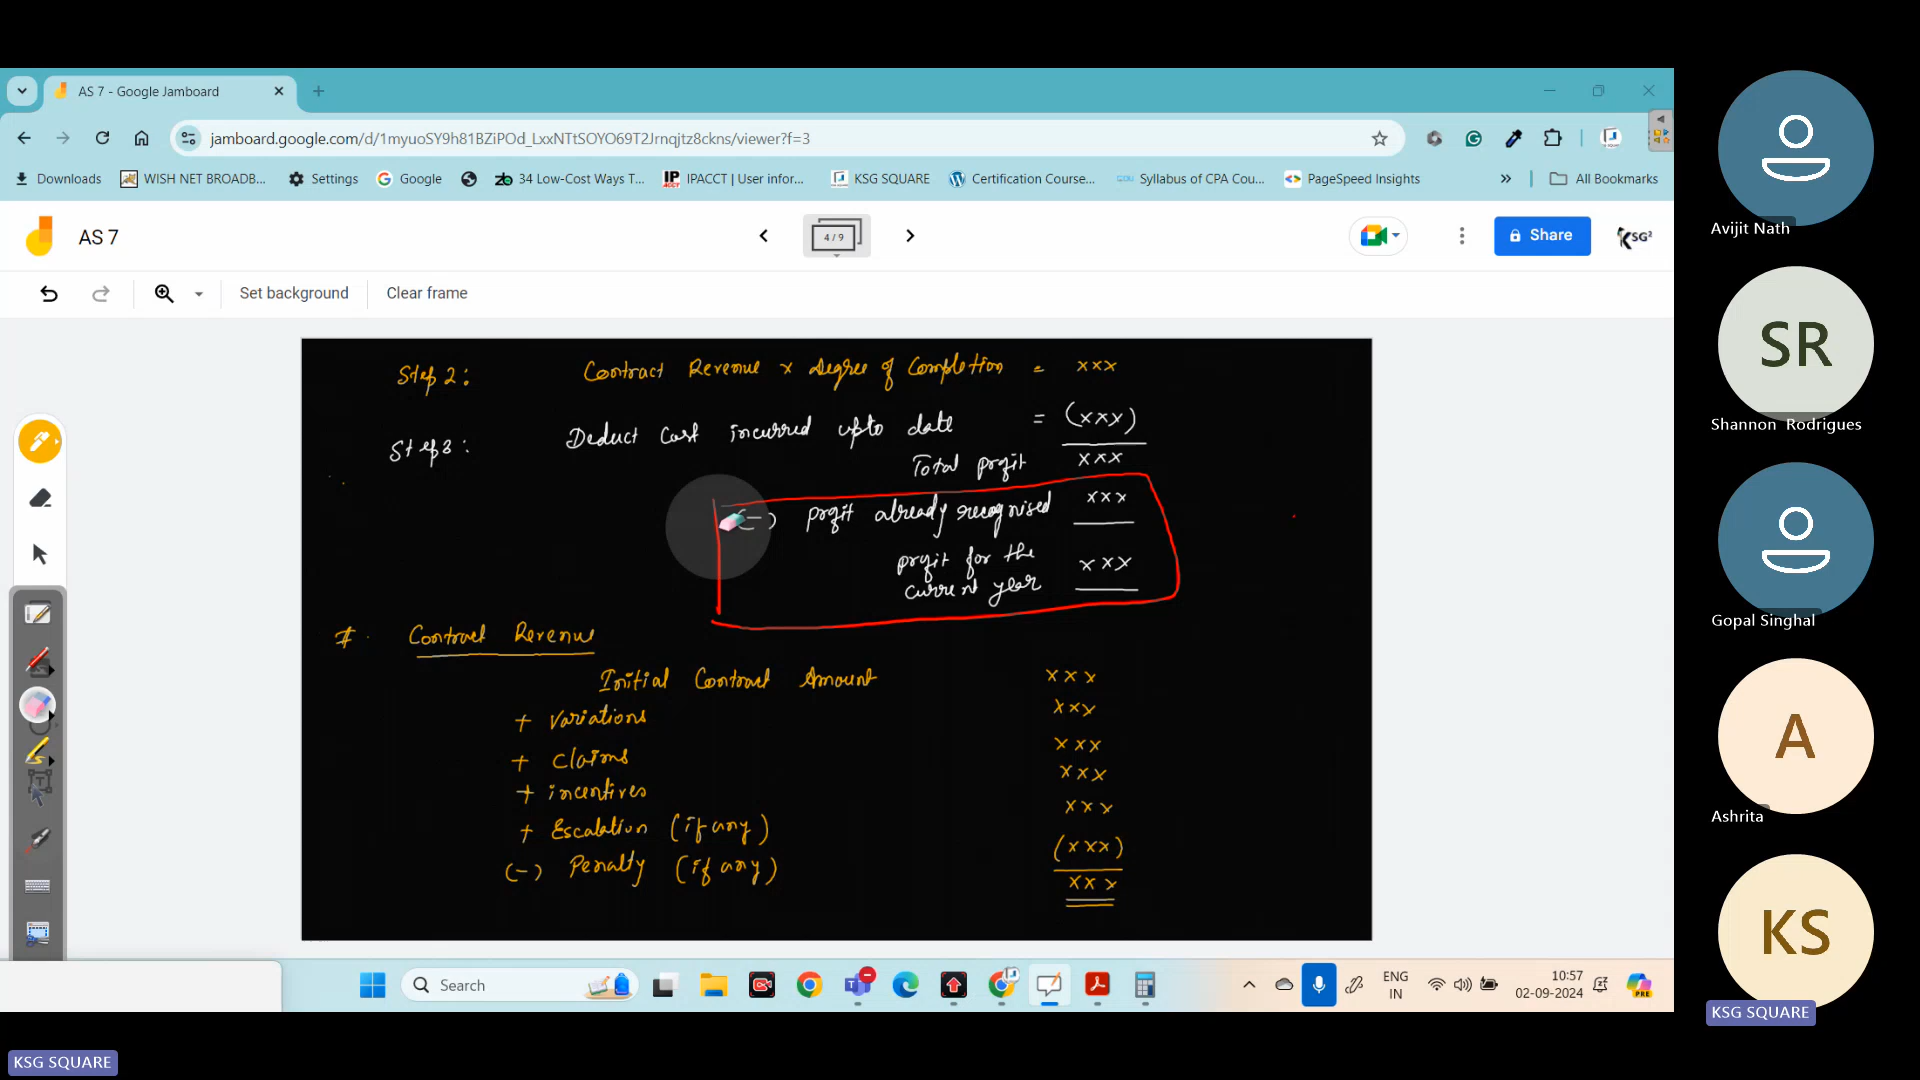 AS 7 - Google Jamboard
jamboard.google.com/d/1myuoSY9h81BZiPOd_LxxNTtSOYO69T2Jrnqjtz8ckns/viewer?f=3
Downloads WISH NET BROADB... Settings Google 34 Low-Cost Ways T... IPACCT | User infor... KSG SQUARE Certification Course... Syllabus of CPA Cou... PageSpeed Insights » All Bookmarks
AS 7 4 / 9 Share KSG²
Set background Clear frame
Step 2: Contract Revenue x Degree of Completion = xxx
Step 3: Deduct Cost incurred upto date = (xxx)
Total profit xxx
(-) profit already recognised xxx
profit for the
current year xxx
# Contract Revenue
Initial Contract Amount xxx
+ Variations xxx
+ Claims xxx
+ incentives xxx
+ Escalation (if any) xxx
(-) Penalty (if any) (xxx)
xxx
Search
ENG
IN
10:57
02-09-2024
PRE
Avijit Nath
SR
Shannon Rodrigues
Gopal Singhal
A
Ashrita
KS
KSG SQUARE
KSG SQUARE